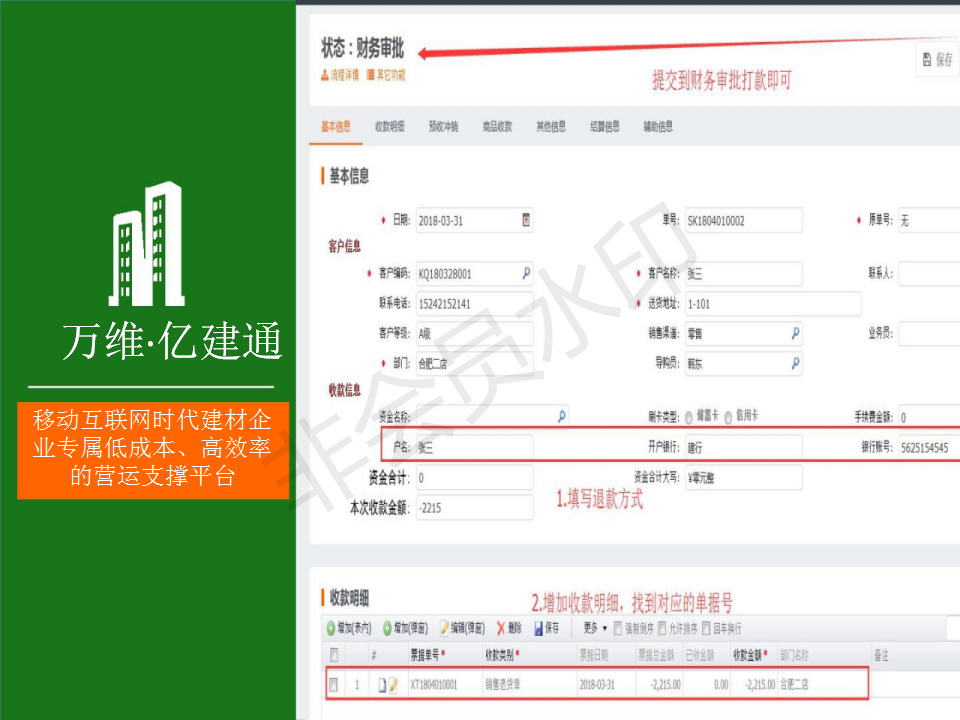 万维·亿建通
移动互联网时代建材企
业专属低成本、高效率
的营运支撑平台
状态：财务审批
流程详情 其它功能
保存
提交到财务审批打款即可
基本信息 收款明细 预收冲销 商品收款 其他信息 结算信息 辅助信息
基本信息
* 日期: 2018-03-31 单号: SK1804010002 * 原单号: 无
客户信息
* 客户编码: KQ180328001 * 客户名称: 张三 联系人:
联系电话: 15242152141 * 送货地址: 1-101
客户等级: A级 销售渠道: 零售 业务员:
* 部门: 合肥二店 导购员: 韩东
收款信息
资金名称: 刷卡类型: 储蓄卡 信用卡 手续费金额: 0
户名: 张三 开户银行: 建行 银行账号: 5625154545
资金合计: 0 资金合计大写: ¥零元整
本次收款金额: -2215
1.填写退款方式
收款明细
2.增加收款明细，找到对应的单据号
增加(表内) 增加(弹窗) 编辑(弹窗) 删除 保存 更多 ▼ 强制倒序 允许排序 回车换行
# 票据单号* 收款类别* 票据日期 票据总金额 已收金额 收款金额* 部门名称 备注
1 XT1804010001 销售退货单 2018-03-31 -2,215.00 0.00 -2,215.00 合肥二店
非会员水印